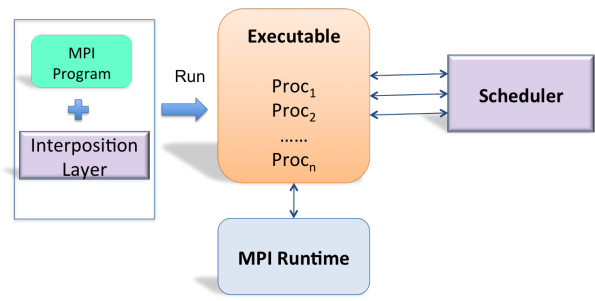 MPI
Program
Interposition
Layer
Run
Executable
Proc₁
Proc₂
......
Procₙ
Scheduler
MPI Runtime